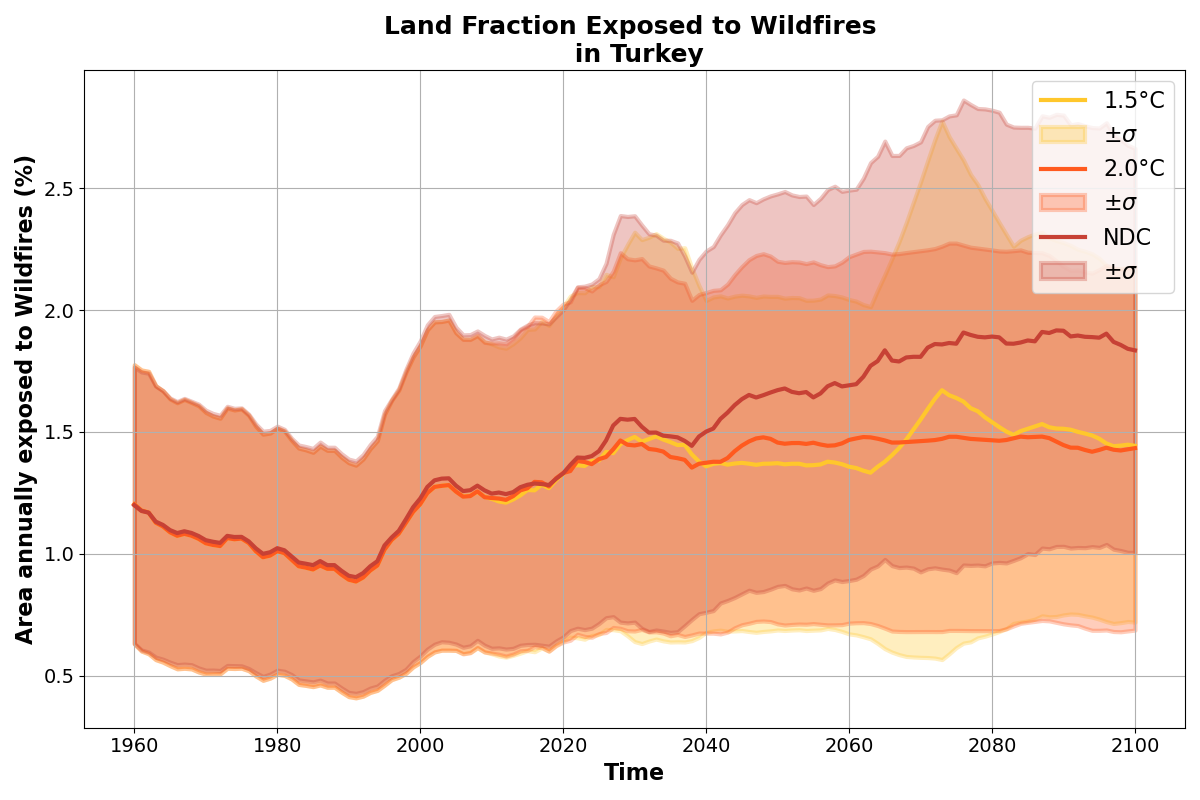 Land Fraction Exposed to Wildfires
in Turkey
Area annually exposed to Wildfires (%)
2.5
2.0
1.5
1.0
0.5
1960
1980
2000
2020
2040
2060
2080
2100
Time
1.5°C
±σ
2.0°C
±σ
NDC
±σ